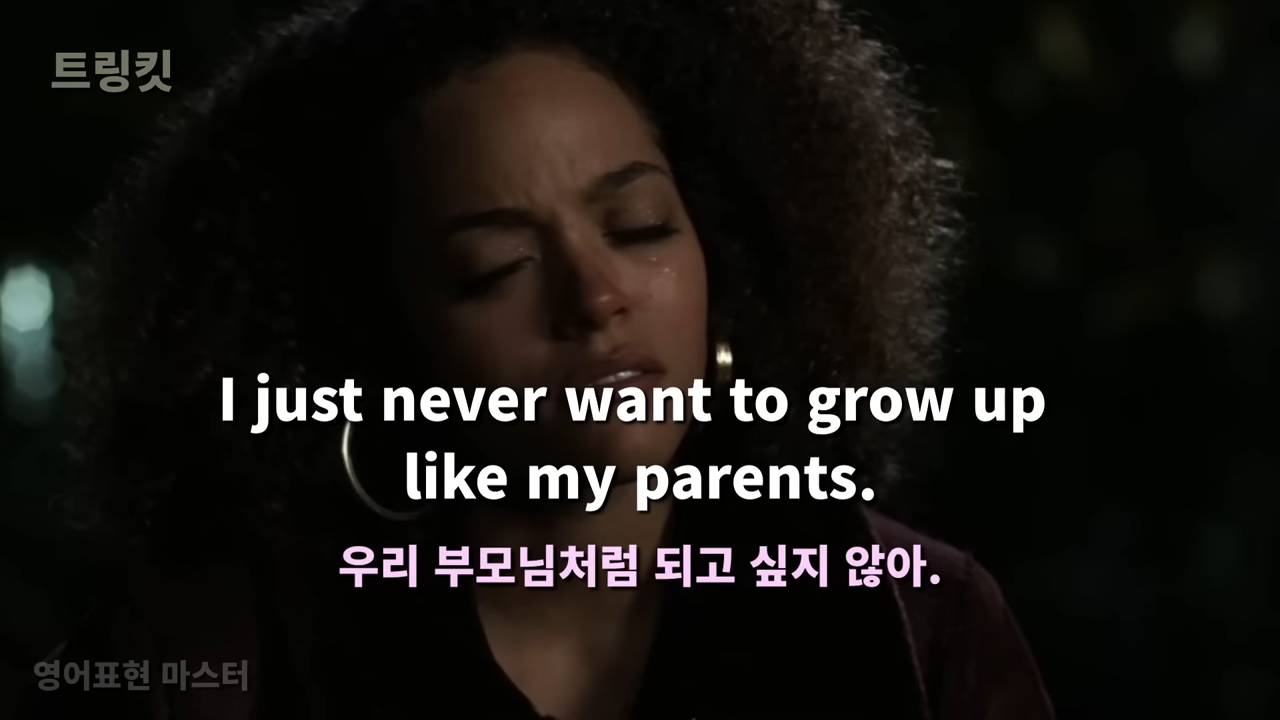 트링킷
I just never want to grow up
like my parents.
우리 부모님처럼 되고 싶지 않아.
영어표현 마스터